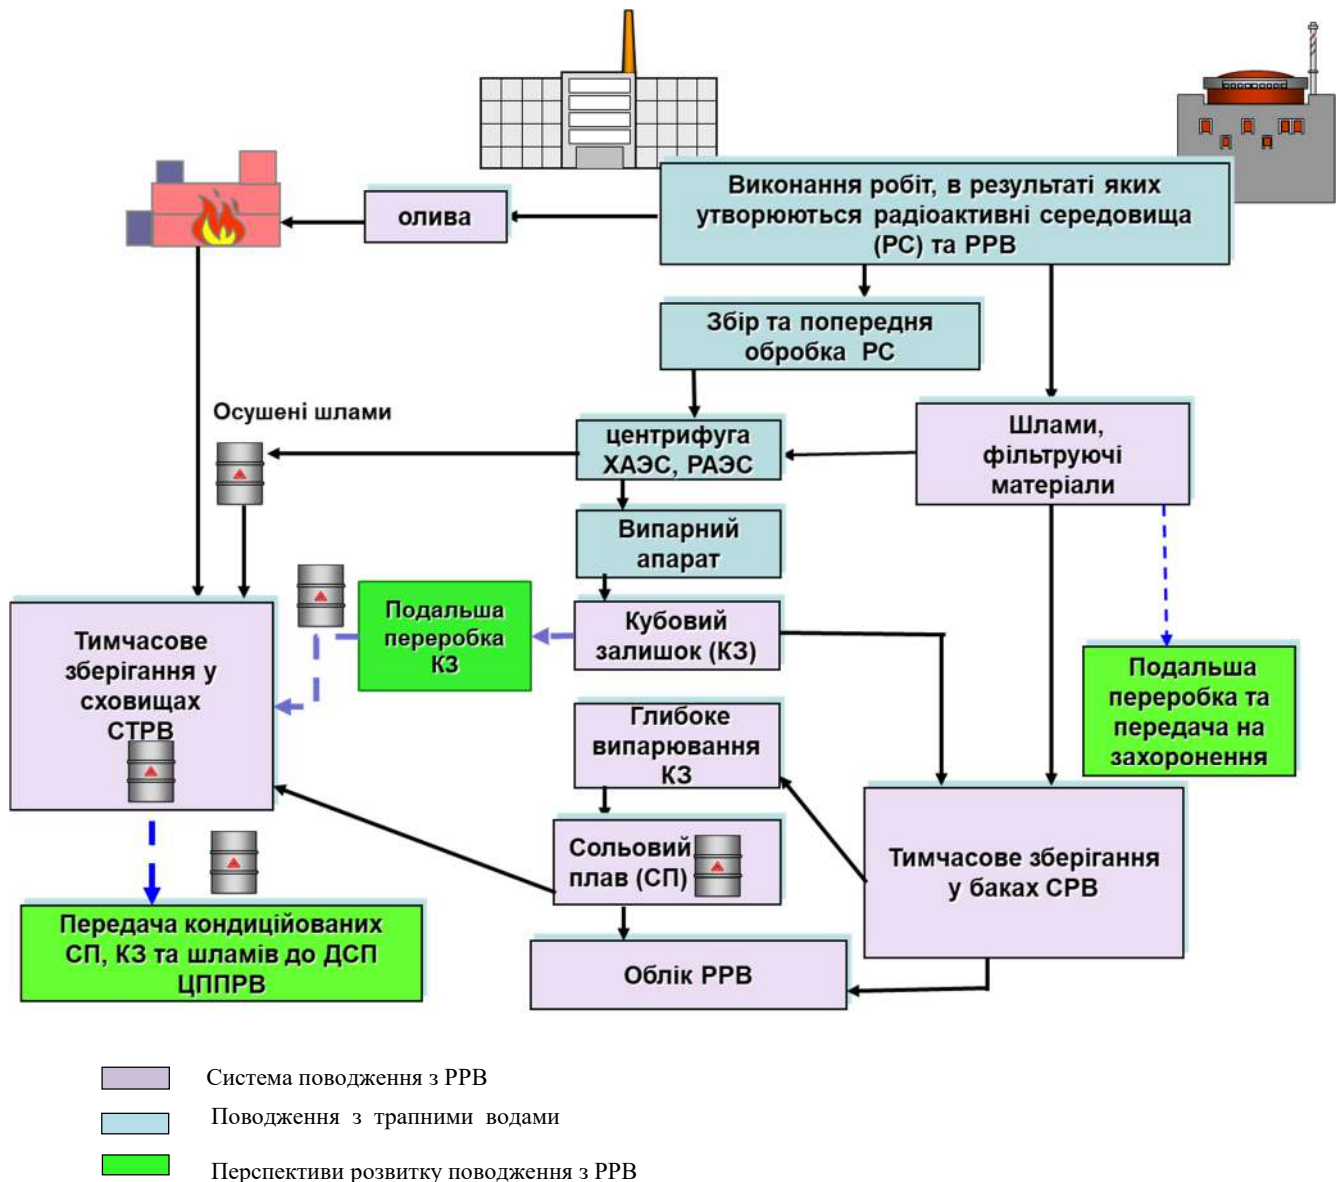 Виконання робіт, в результаті яких
утворюються радіоактивні середовища
(РС) та РРВ
олива
Збір та попередня
обробка РС
Осушені шлами
центрифуга
ХАЭС, РАЭС
Шлами,
фільтруючі
матеріали
Випарний
апарат
Подальша
переробка
КЗ
Кубовий
залишок (КЗ)
Тимчасове
зберігання у
сховищах
СТРВ
Подальша
переробка та
передача на
захоронення
Глибоке
випарювання
КЗ
Сольовий
плав (СП)
Тимчасове зберігання
у баках СРВ
Передача кондиційованих
СП, КЗ та шламів до ДСП
ЦППРВ
Облік РРВ
Система поводження з РРВ
Поводження з трапними водами
Перспективи розвитку поводження з РРВ